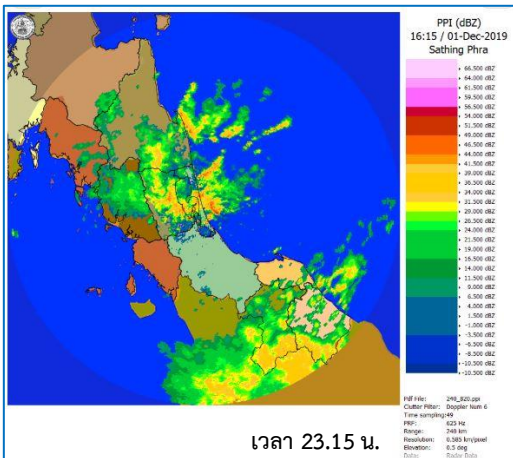 PPI (dBZ)
16:15 / 01-Dec-2019
Sathing Phra
66.500 dBZ
64.000 dBZ
61.500 dBZ
59.500 dBZ
56.500 dBZ
54.000 dBZ
51.500 dBZ
49.000 dBZ
46.500 dBZ
44.000 dBZ
41.500 dBZ
39.000 dBZ
36.500 dBZ
34.000 dBZ
31.500 dBZ
29.000 dBZ
26.500 dBZ
24.000 dBZ
21.500 dBZ
19.000 dBZ
16.500 dBZ
14.000 dBZ
11.500 dBZ
9.000 dBZ
6.500 dBZ
4.000 dBZ
1.500 dBZ
-1.000 dBZ
-3.500 dBZ
-6.500 dBZ
-8.500 dBZ
-10.500 dBZ
-10.500 dBZ
Pdf File: 240_820.ppi
Clutter Filter: Doppler Num 6
Time sampling:49
PRF: 625 Hz
Range: 240 km
Resolution: 0.585 km/pixel
Elevation: 0.5 deg
Data: Radar Data
เวลา 23.15 น.